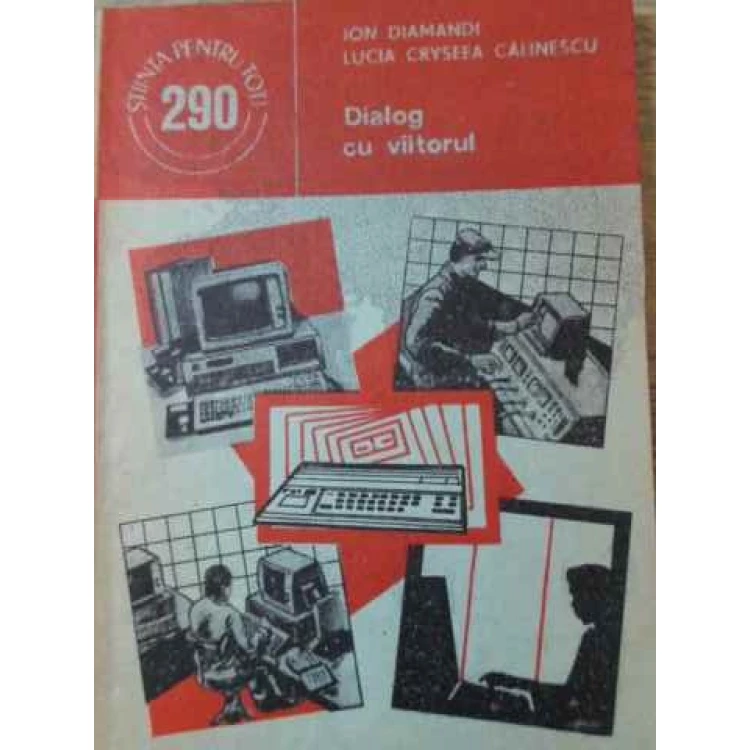 ȘTIINȚA PENTRU TOȚI
290
ION DIAMANDI
LUCIA CRYSEEA CĂLINESCU
Dialog
cu viitorul